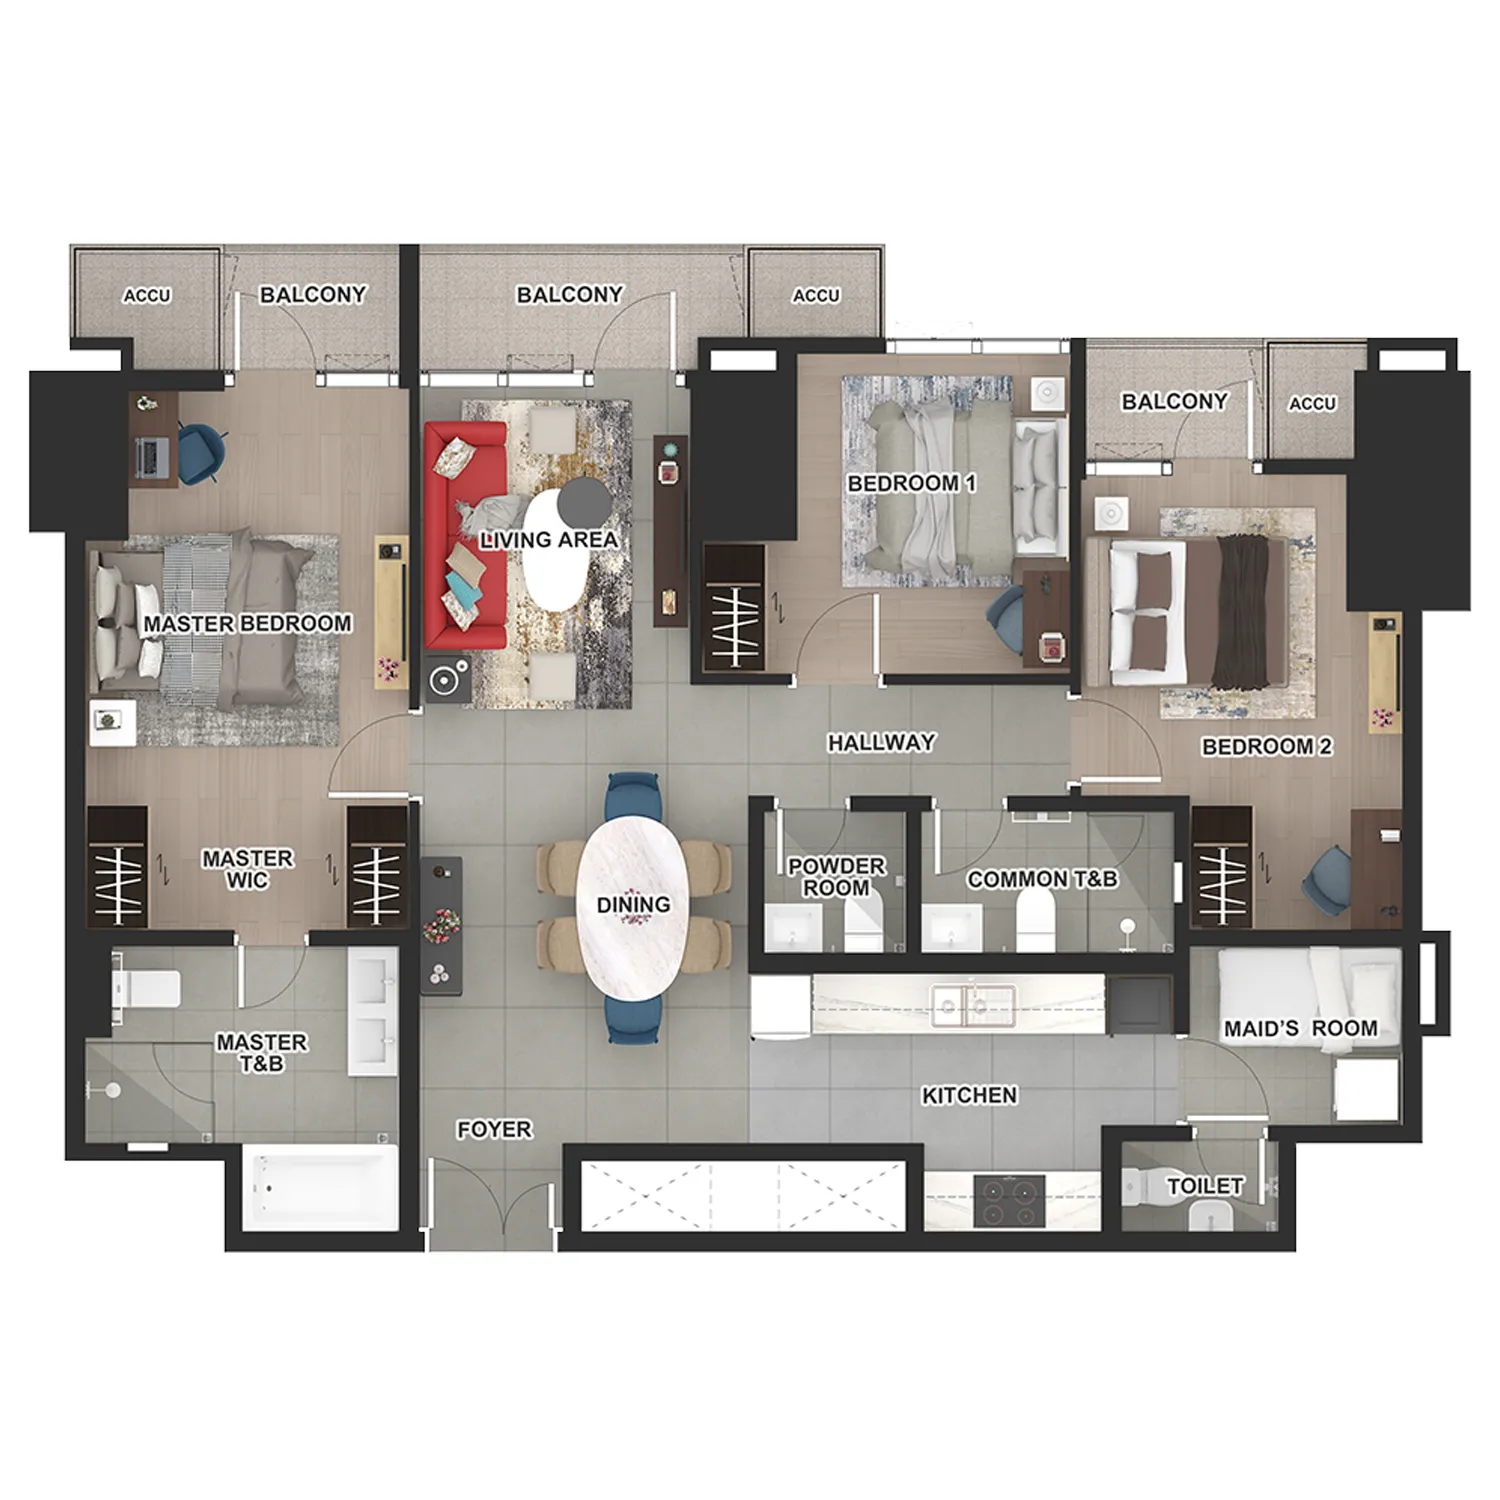 ACCU
BALCONY
BALCONY
ACCU
BALCONY
ACCU
BEDROOM 1
LIVING AREA
MASTER BEDROOM
HALLWAY
BEDROOM 2
MASTER
WIC
POWDER
ROOM
COMMON T&B
DINING
MASTER
T&B
MAID'S ROOM
KITCHEN
FOYER
TOILET